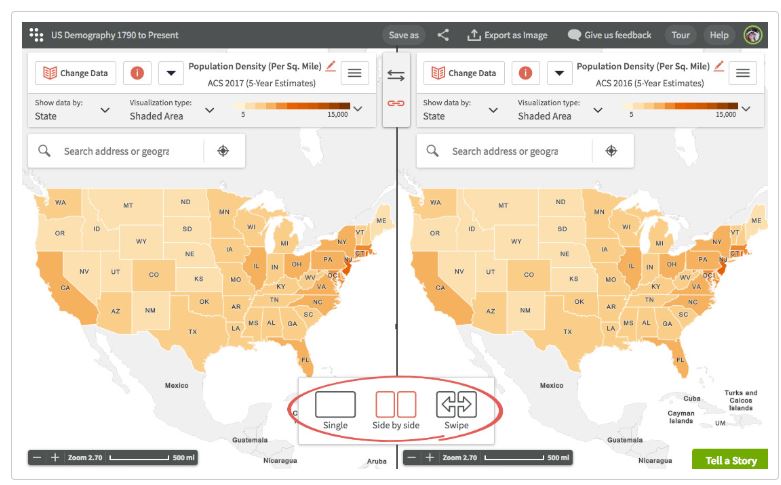 US Demography 1790 to Present
Save as
Export as Image
Give us feedback
Tour
Help
Change Data
Population Density (Per Sq. Mile)
ACS 2017 (5-Year Estimates)
Show data by:
State
Visualization type:
Shaded Area
5
15,000
Search address or geogra
WA
MT
ND
MN
OR
ID
SD
WI
MI
NY
VT
ME
WY
IA
NE
PA
CT
NJ
NV
UT
CO
IL
IN
OH
KS
MO
WV
VA
KY
CA
AZ
NM
OK
AR
TN
NC
SC
TX
LA
MS
AL
GA
FL
Mexico
Guatemala
Nicaragua
Aruba
Zoom 2.70
500 mi
Single
Side by side
Swipe
Change Data
Population Density (Per Sq. Mile)
ACS 2016 (5-Year Estimates)
Show data by:
State
Visualization type:
Shaded Area
5
15,000
Search address or geogra
WA
MT
ND
MN
OR
ID
SD
WI
MI
NY
VT
ME
WY
IA
NE
PA
CT
NJ
NV
UT
CO
IL
IN
OH
KS
MO
WV
VA
KY
CA
AZ
NM
OK
AR
TN
NC
SC
TX
LA
MS
AL
GA
FL
Mexico
Cuba
Turks and
Caicos
Islands
Cayman
Islands
UM
Guatemala
Nicaragua
Zoom 2.70
500 mi
Tell a Story